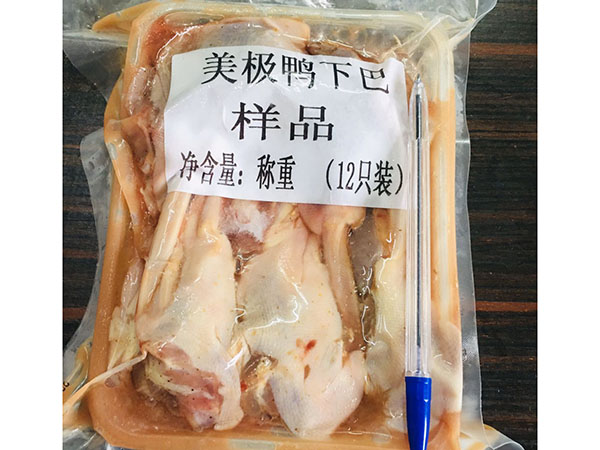 美极鸭下巴
样品
净含量：称重 （12只装）